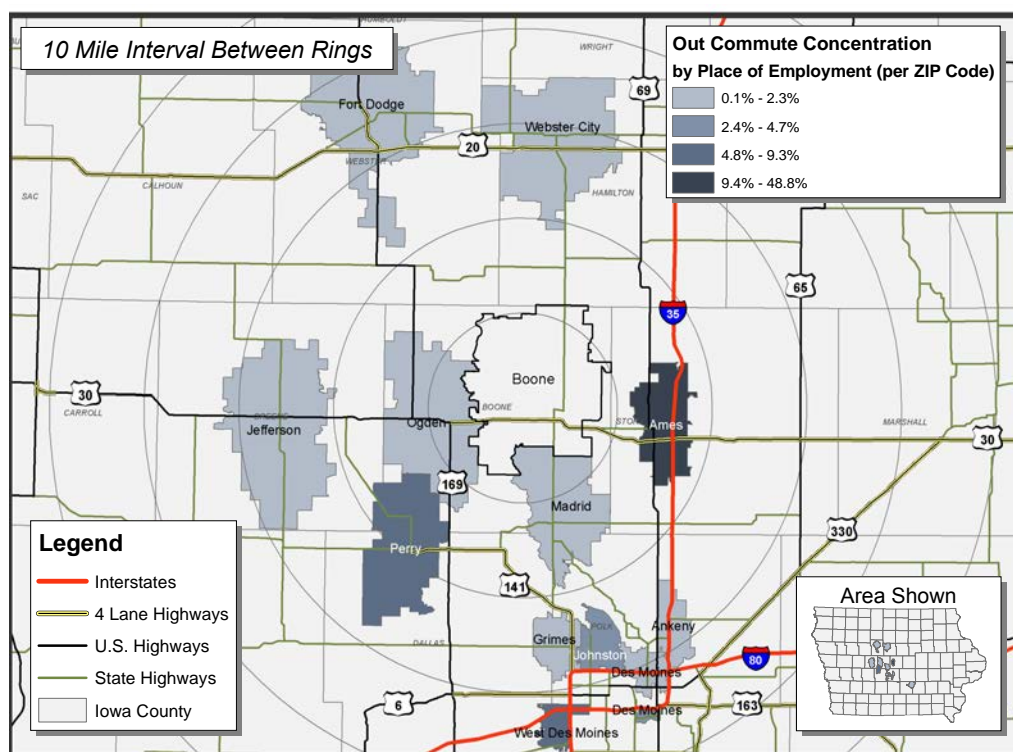 HUMBOLDT
10 Mile Interval Between Rings
WRIGHT
Out Commute Concentration
by Place of Employment (per ZIP Code)
0.1% - 2.3%
2.4% - 4.7%
4.8% - 9.3%
9.4% - 48.8%
69
Fort Dodge
Webster City
20
WEBSTER
CALHOUN
SAC
HAMILTON
65
35
Boone
30
CARROLL
BOONE
Ogden
Jefferson
Ames
MARSHALL
30
169
Madrid
330
Perry
141
Legend
Interstates
4 Lane Highways
U.S. Highways
State Highways
Iowa County
Area Shown
POLK
Ankeny
Grimes
DALLAS
Johnston
80
Des Moines
6
Des Moines
163
West Des Moines